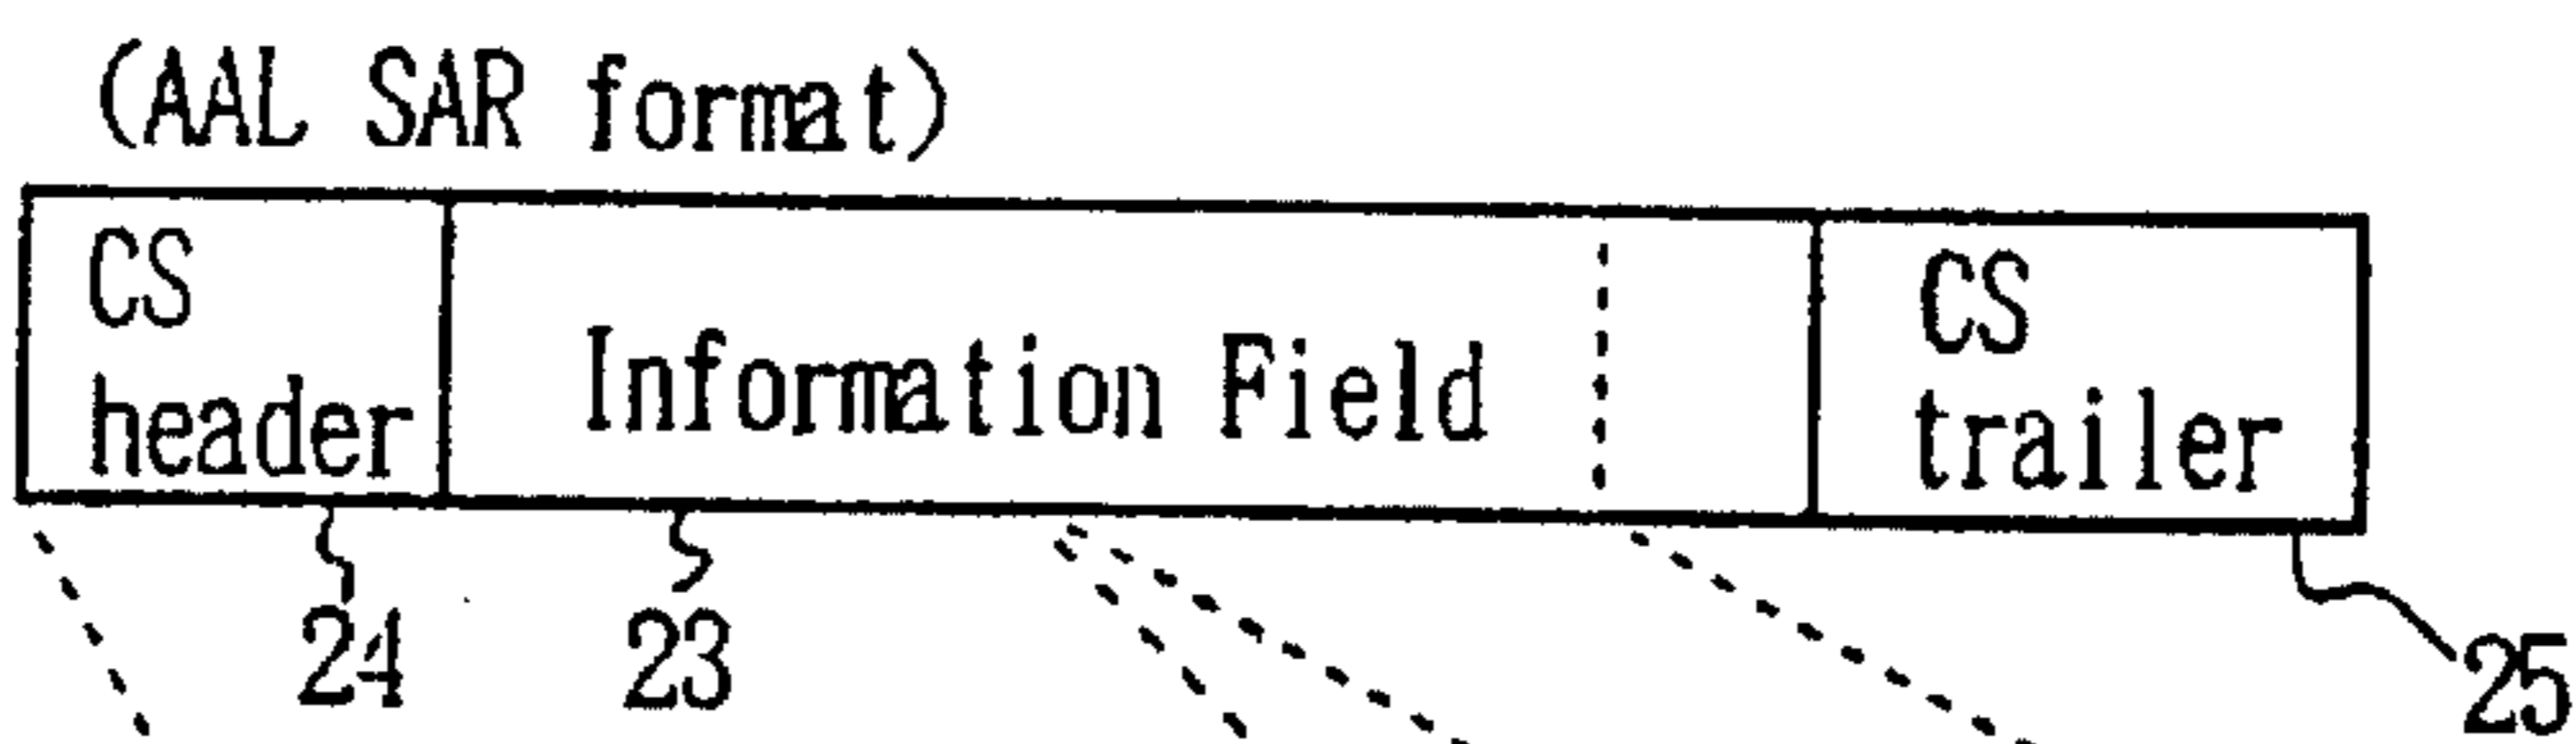 (AAL SAR format)
CS
header
Information Field
CS
trailer
24
23
25